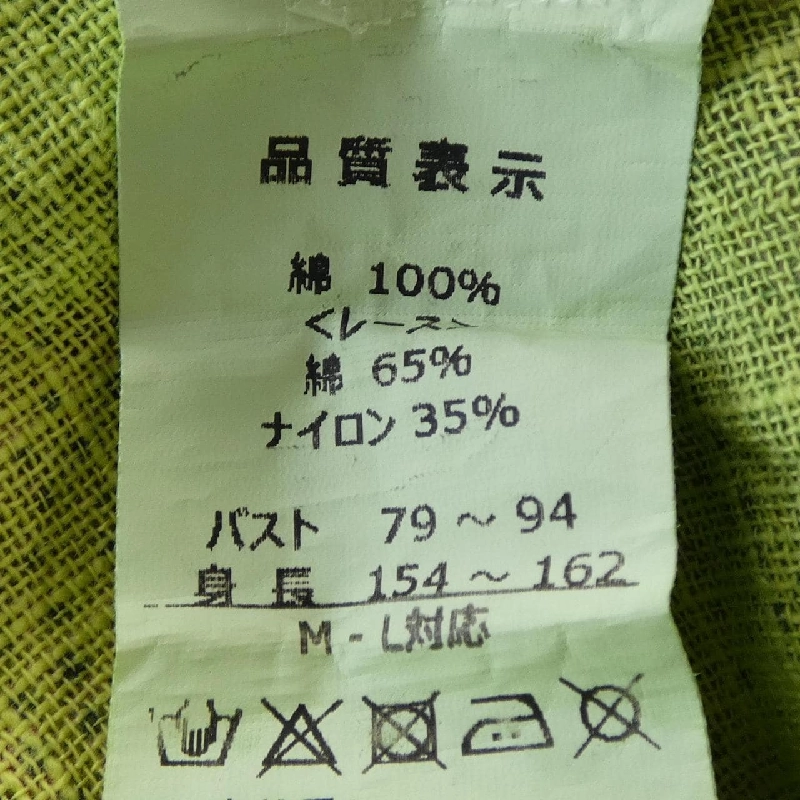 品質表示
綿 100%
<レース>
綿 65%
ナイロン 35%
バスト 79～94
身長 154～162
M-L対応